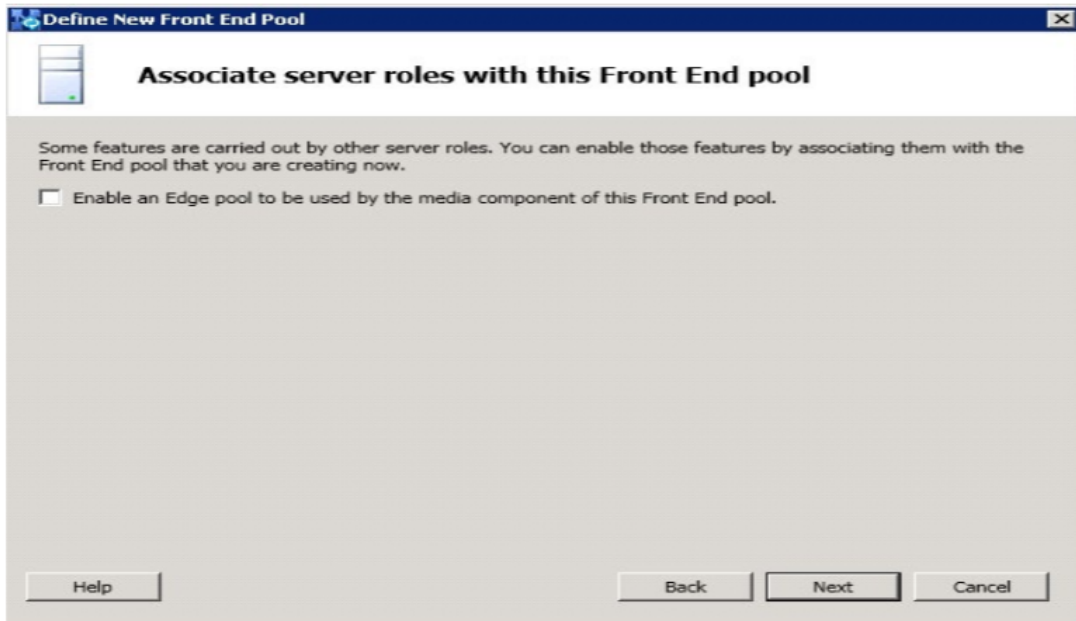 Define New Front End Pool
Associate server roles with this Front End pool
Some features are carried out by other server roles. You can enable those features by associating them with the
Front End pool that you are creating now.
Enable an Edge pool to be used by the media component of this Front End pool.
Help
Back
Next
Cancel